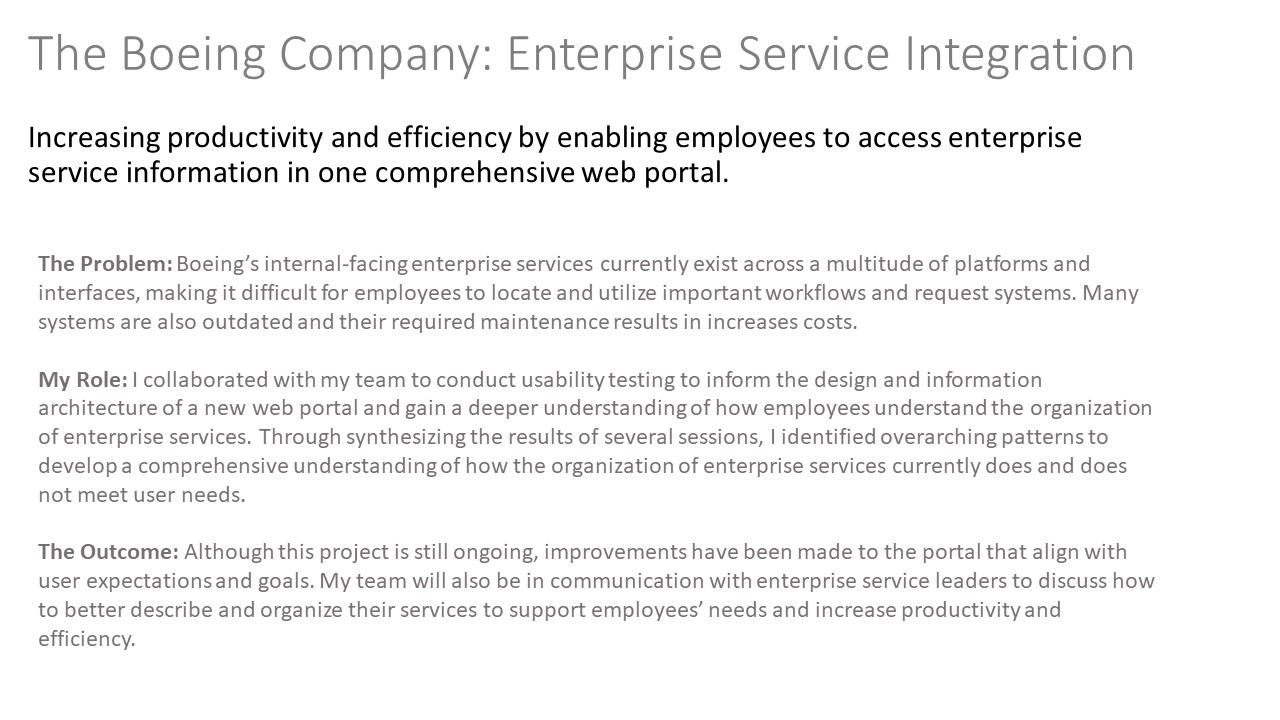 The Boeing Company: Enterprise Service Integration
Increasing productivity and efficiency by enabling employees to access enterprise
service information in one comprehensive web portal.
The Problem: Boeing’s internal-facing enterprise services currently exist across a multitude of platforms and
interfaces, making it difficult for employees to locate and utilize important workflows and request systems. Many
systems are also outdated and their required maintenance results in increases costs.
My Role: I collaborated with my team to conduct usability testing to inform the design and information
architecture of a new web portal and gain a deeper understanding of how employees understand the organization
of enterprise services. Through synthesizing the results of several sessions, I identified overarching patterns to
develop a comprehensive understanding of how the organization of enterprise services currently does and does
not meet user needs.
The Outcome: Although this project is still ongoing, improvements have been made to the portal that align with
user expectations and goals. My team will also be in communication with enterprise service leaders to discuss how
to better describe and organize their services to support employees’ needs and increase productivity and
efficiency.